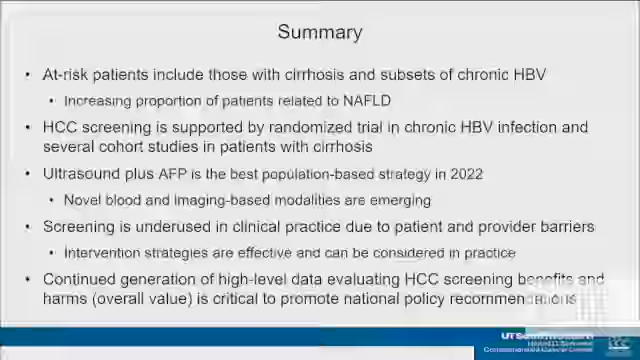 Summary
• At-risk patients include those with cirrhosis and subsets of chronic HBV
• Increasing proportion of patients related to NAFLD
• HCC screening is supported by randomized trial in chronic HBV infection and
several cohort studies in patients with cirrhosis
• Ultrasound plus AFP is the best population-based strategy in 2022
• Novel blood and imaging-based modalities are emerging
• Screening is underused in clinical practice due to patient and provider barriers
• Intervention strategies are effective and can be considered in practice
• Continued generation of high-level data evaluating HCC screening benefits and
harms (overall value) is critical to promote national policy recommendations